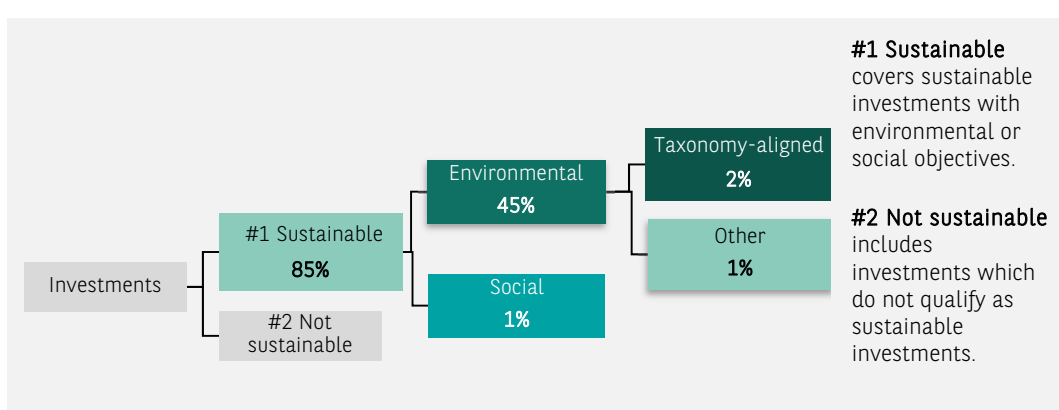 Investments
#1 Sustainable
85%
#2 Not
sustainable
Environmental
45%
Social
1%
Taxonomy-aligned
2%
Other
1%
#1 Sustainable
covers sustainable
investments with
environmental or
social objectives.
#2 Not sustainable
includes
investments which
do not qualify as
sustainable
investments.